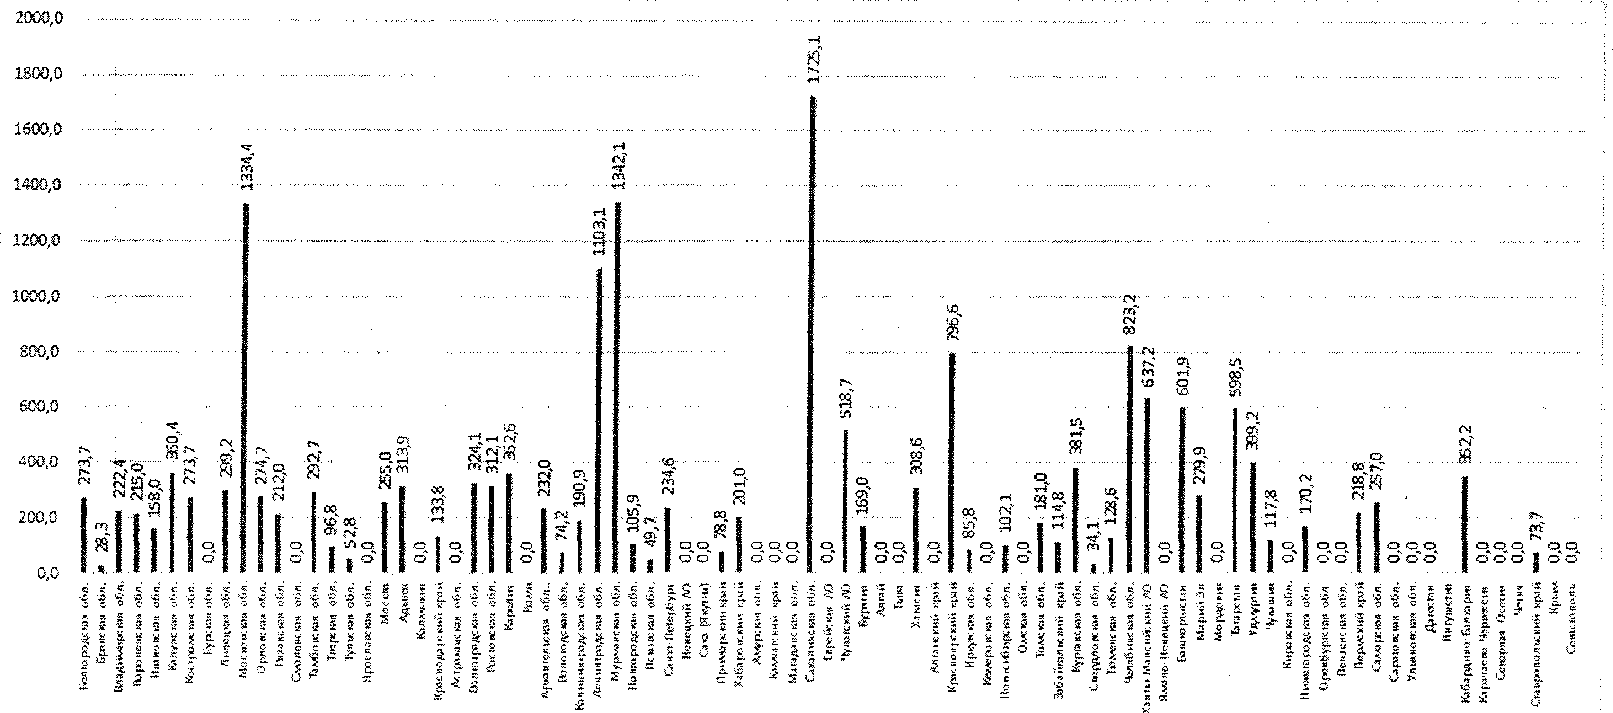 2000,0
1800,0
1600,0
1400,0
1200,0
1000,0
800,0
600,0
400,0
200,0
0,0
273,7
28,3
222,4
215,0
158,0
360,4
273,7
0,0
299,2
1334,4
274,7
212,0
0,0
292,7
96,8
52,8
0,0
255,0
313,9
0,0
133,8
0,0
324,1
312,1
0,0
232,0
74,2
190,9
1103,1
1342,1
105,9
49,7
234,6
0,0
0,0
78,8
201,0
0,0
0,0
0,0
1725,1
0,0
518,7
169,0
0,0
0,0
308,6
0,0
796,6
85,8
0,0
102,1
0,0
181,0
114,8
381,5
34,1
128,6
823,2
637,2
0,0
601,9
279,9
0,0
598,5
399,2
117,8
0,0
170,2
0,0
0,0
218,8
257,0
0,0
0,0
0,0
352,2
0,0
0,0
0,0
73,7
0,0
0,0
Белгородская обл.
Брянская обл.
Владимирская обл.
Воронежская обл.
Ивановская обл.
Калужская обл.
Костромская обл.
Курская обл.
Липецкая обл.
Московская обл.
Орловская обл.
Рязанская обл.
Смоленская обл.
Тамбовская обл.
Тверская обл.
Тульская обл.
Ярославская обл.
Москва
Адыгея
Калмыкия
Краснодарский край
Астраханская обл.
Волгоградская обл.
Ростовская обл.
Карелия
Коми
Архангельская обл.
Вологодская обл.
Калининградская обл.
Ленинградская обл.
Мурманская обл.
Новгородская обл.
Псковская обл.
Санкт-Петербург
Ненецкий АО
Саха (Якутия)
Приморский край
Хабаровский край
Амурская обл.
Камчатский край
Магаданская обл.
Сахалинская обл.
Еврейская АО
Чукотский АО
Бурятия
Алтай
Тыва
Хакасия
Алтайский край
Красноярский край
Иркутская обл.
Кемеровская обл.
Новосибирская обл.
Омская обл.
Томская обл.
Забайкальский край
Курганская обл.
Свердловская обл.
Тюменская обл.
Челябинская обл.
Ханты-Мансийский АО
Ямало-Ненецкий АО
Башкортостан
Марий Эл
Мордовия
Татарстан
Удмуртия
Чувашия
Кировская обл.
Нижегородская обл.
Оренбургская обл.
Пензенская обл.
Пермский край
Самарская обл.
Саратовская обл.
Ульяновская обл.
Дагестан
Ингушетия
Кабардино-Балкария
Карачаево-Черкесия
Северная Осетия
Чечня
Ставропольский край
Крым
Севастополь